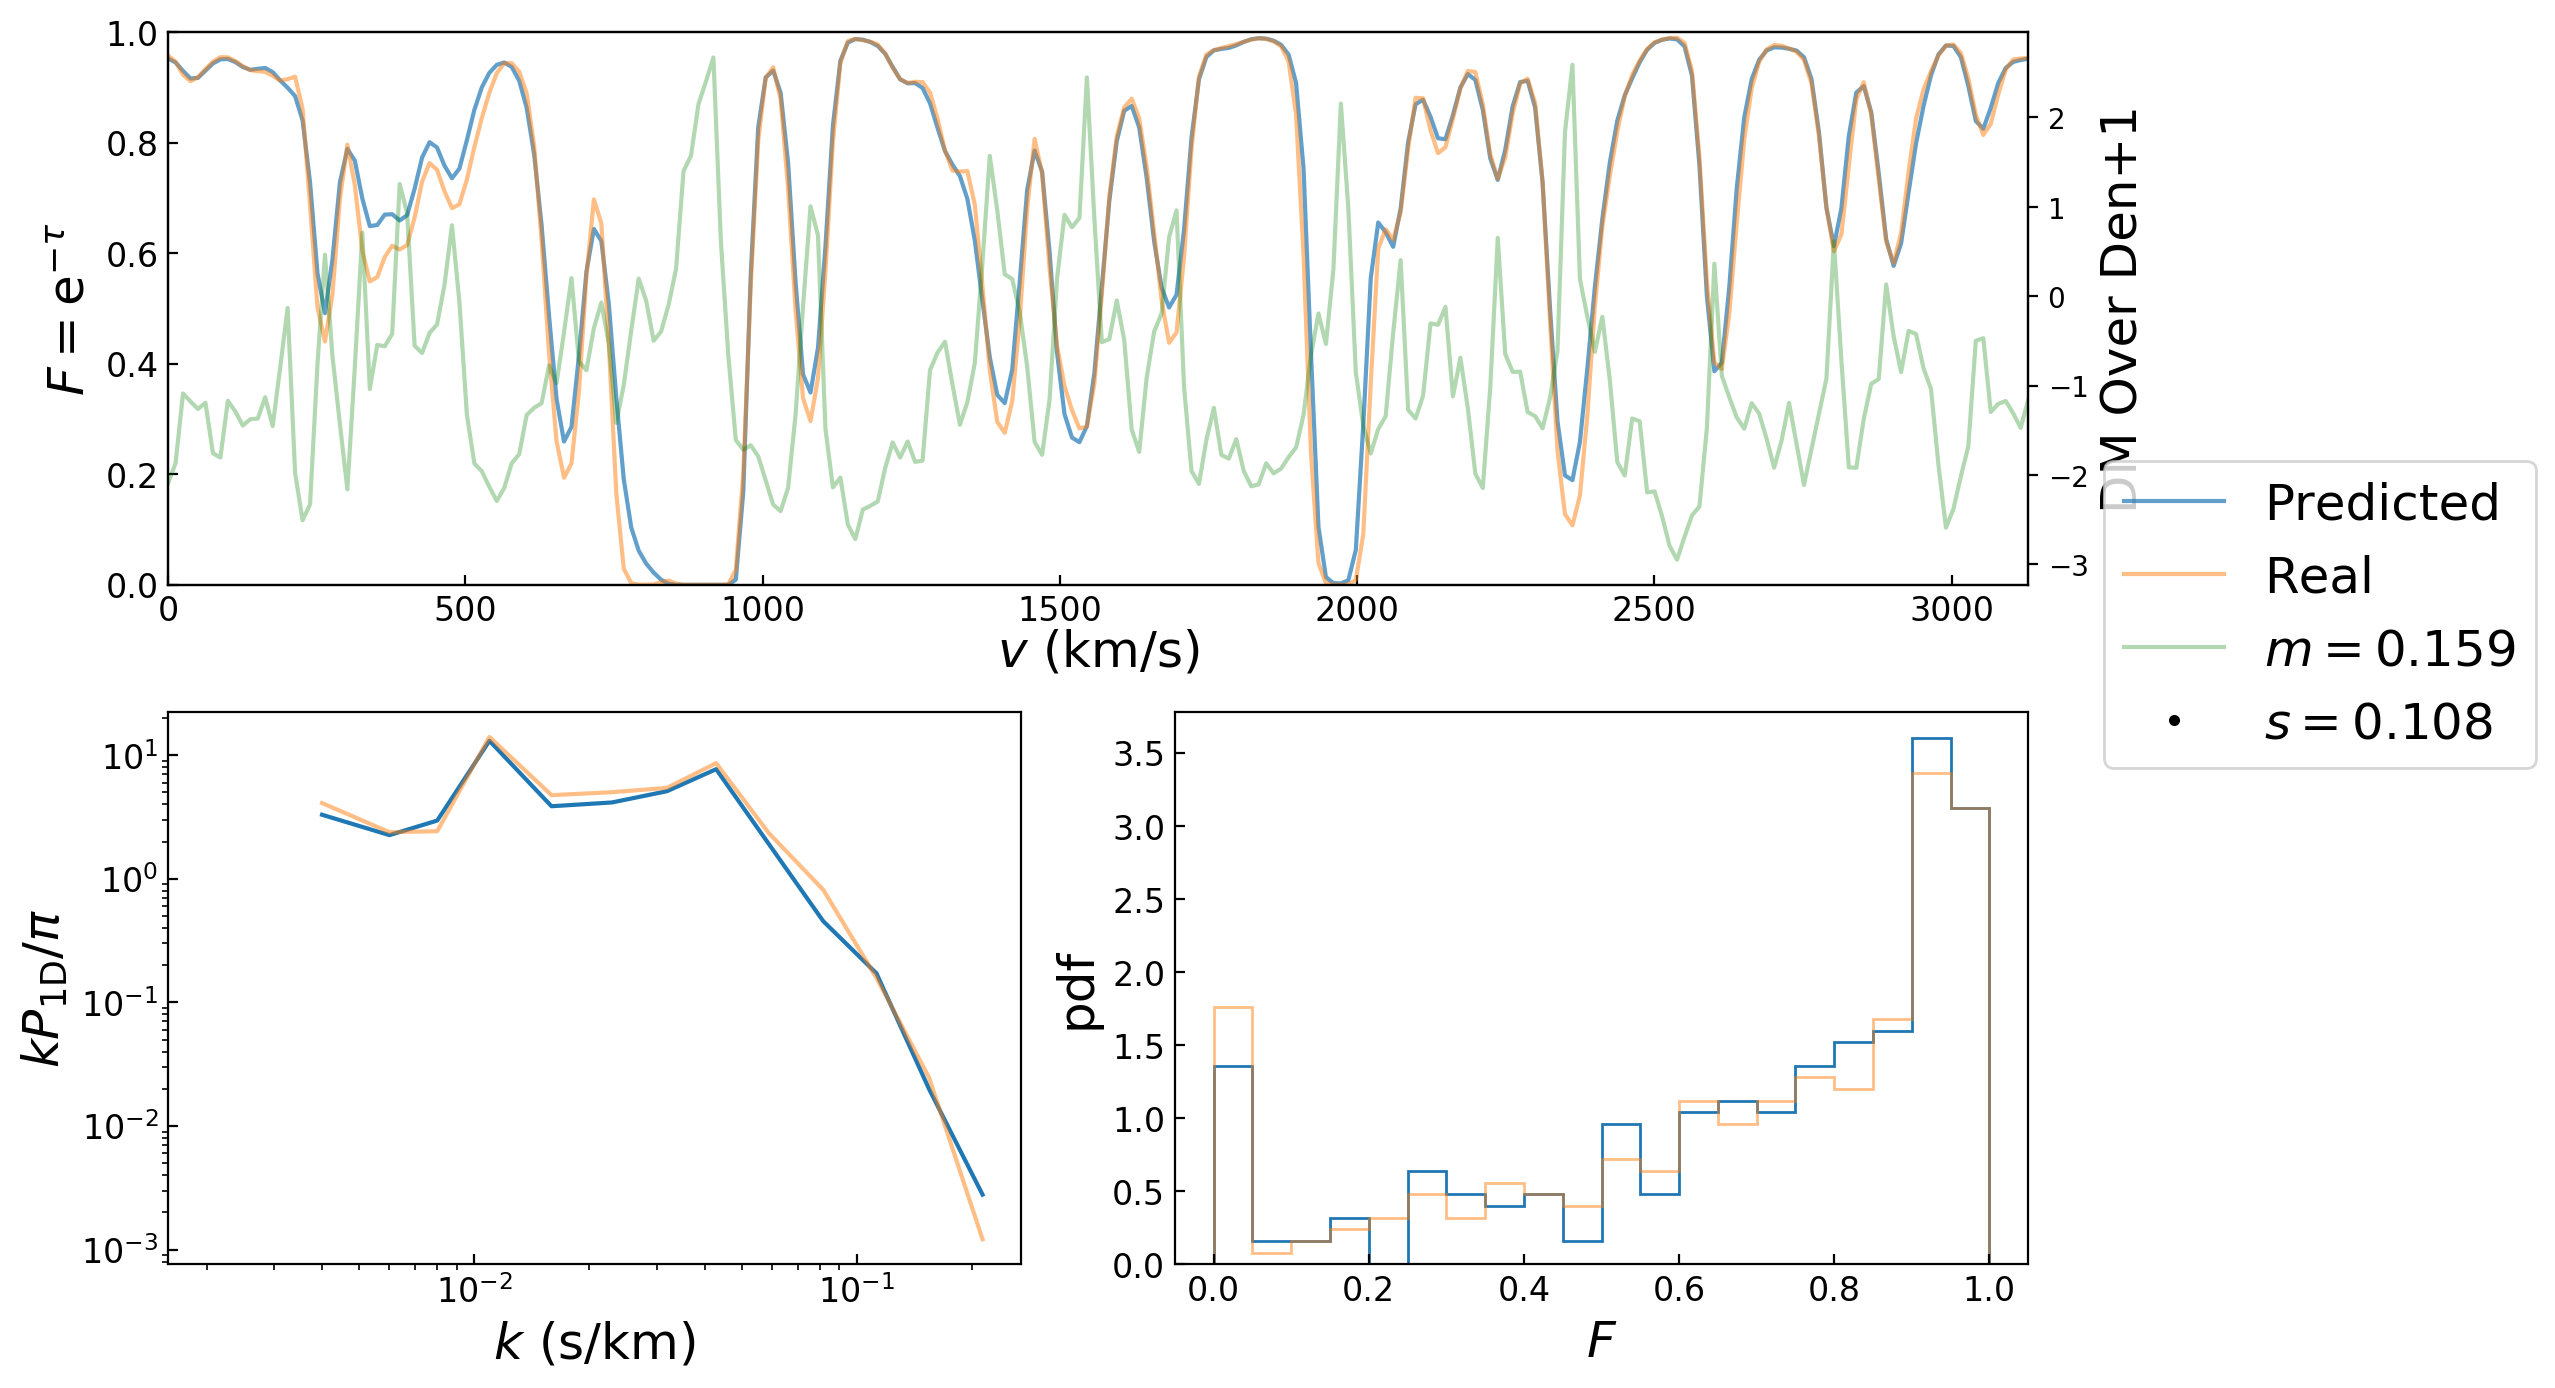 1.0
0.8
0.6
0.4
0.2
0.0
F = e^{−τ}
0 500 1000 1500 2000 2500 3000
v (km/s)
2
1
0
−1
−2
−3
DM Over Den+1
Predicted
Real
m = 0.159
s = 0.108
10^1
10^0
10^{−1}
10^{−2}
10^{−3}
kP_{1D}/π
10^{−2} 10^{−1}
k (s/km)
3.5
3.0
2.5
2.0
1.5
1.0
0.5
0.0
pdf
0.0 0.2 0.4 0.6 0.8 1.0
F